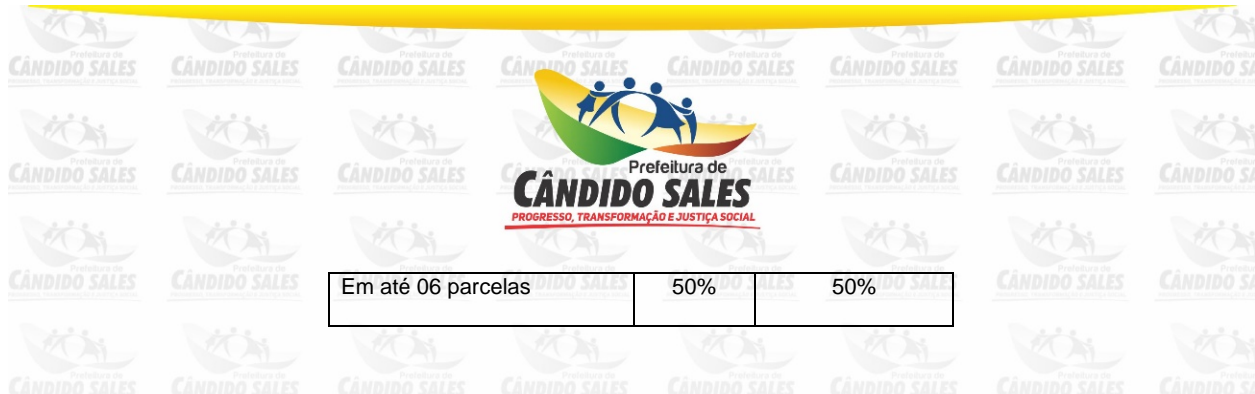 Prefeitura de
CÂNDIDO SALES
PROGRESSO, TRANSFORMAÇÃO E JUSTIÇA SOCIAL
Em até 06 parcelas 50% 50%